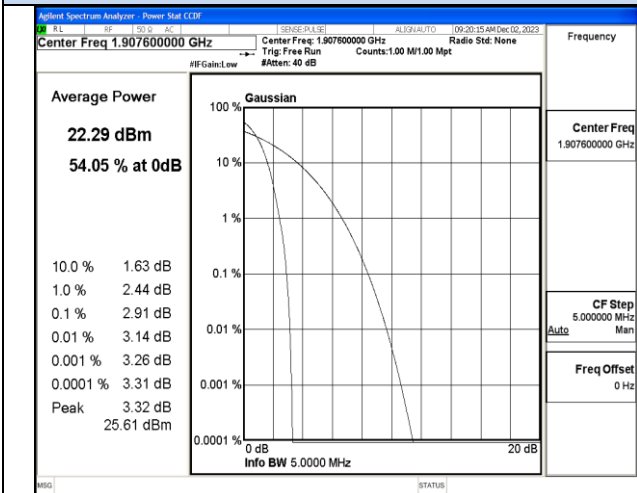 Agilent Spectrum Analyzer - Power Stat CCDF
RL RF 50 Ω AC SENSE:PULSE ALIGNAUTO 09:20:15 AM Dec 02, 2023
Center Freq 1.907600000 GHz
Center Freq: 1.907600000 GHz Radio Std: None
Trig: Free Run Counts:1.00 M/1.00 Mpt
#IFGain:Low #Atten: 40 dB
Frequency
Average Power
22.29 dBm
54.05 % at 0dB
10.0 % 1.63 dB
1.0 % 2.44 dB
0.1 % 2.91 dB
0.01 % 3.14 dB
0.001 % 3.26 dB
0.0001 % 3.31 dB
Peak 3.32 dB
25.61 dBm
Gaussian
100 %
10 %
1 %
0.1 %
0.01 %
0.001 %
0.0001 %
0 dB 20 dB
Info BW 5.0000 MHz
Center Freq
1.907600000 GHz
CF Step
5.000000 MHz
Auto Man
Freq Offset
0 Hz
MSG STATUS